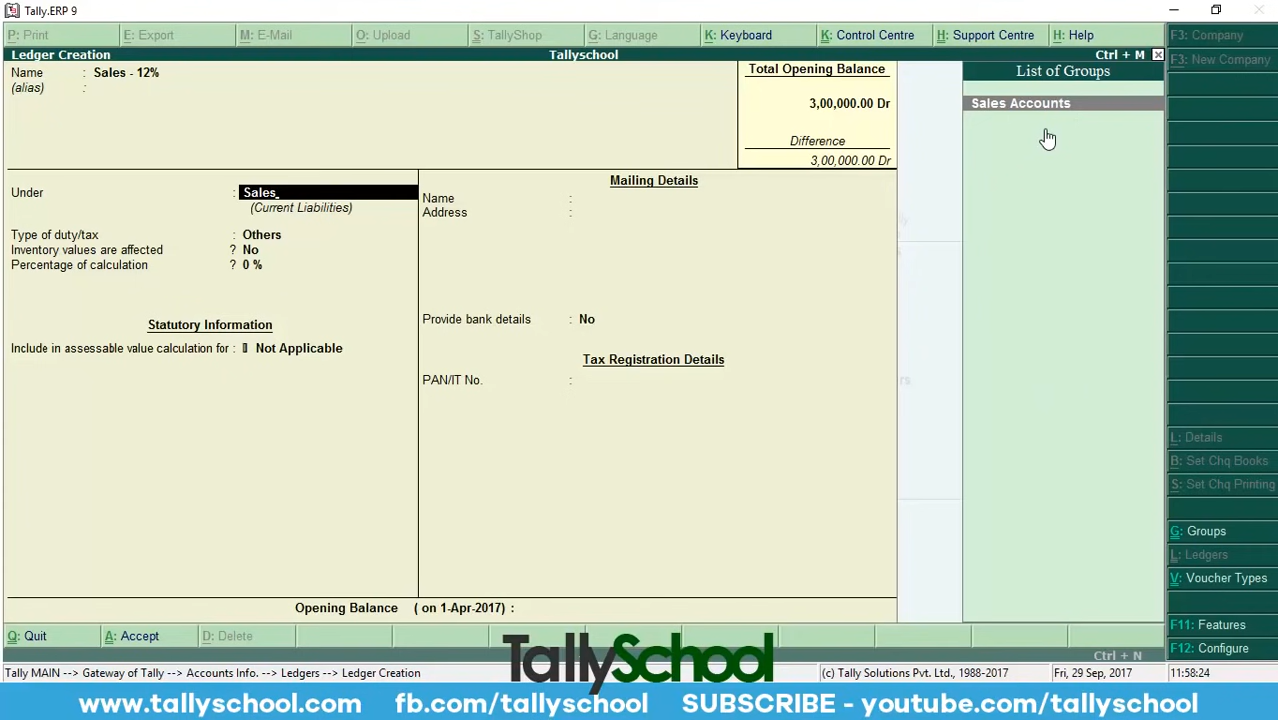 Tally.ERP 9
P: Print E: Export M: E-Mail O: Upload S: TallyShop G: Language K: Keyboard K: Control Centre H: Support Centre H: Help
F3: Company
F3: New Company
Ledger Creation Tallyschool Ctrl + M
Name : Sales - 12%
(alias) :
Total Opening Balance
3,00,000.00 Dr
Difference
3,00,000.00 Dr
List of Groups
Sales Accounts
Under : Sales_
(Current Liabilities)
Type of duty/tax : Others
Inventory values are affected ? No
Percentage of calculation ? 0 %
Statutory Information
Include in assessable value calculation for : Not Applicable
Mailing Details
Name :
Address :
Provide bank details : No
Tax Registration Details
PAN/IT No. :
Opening Balance ( on 1-Apr-2017) :
L: Details
B: Set Chq Books
S: Set Chq Printing
G: Groups
L: Ledgers
V: Voucher Types
F11: Features
F12: Configure
Q: Quit A: Accept D: Delete
Ctrl + N
TallySchool
Tally MAIN --> Gateway of Tally --> Accounts Info. --> Ledgers --> Ledger Creation (c) Tally Solutions Pvt. Ltd., 1988-2017 Fri, 29 Sep, 2017 11:58:24
www.tallyschool.com fb.com/tallyschool SUBSCRIBE - youtube.com/tallyschool